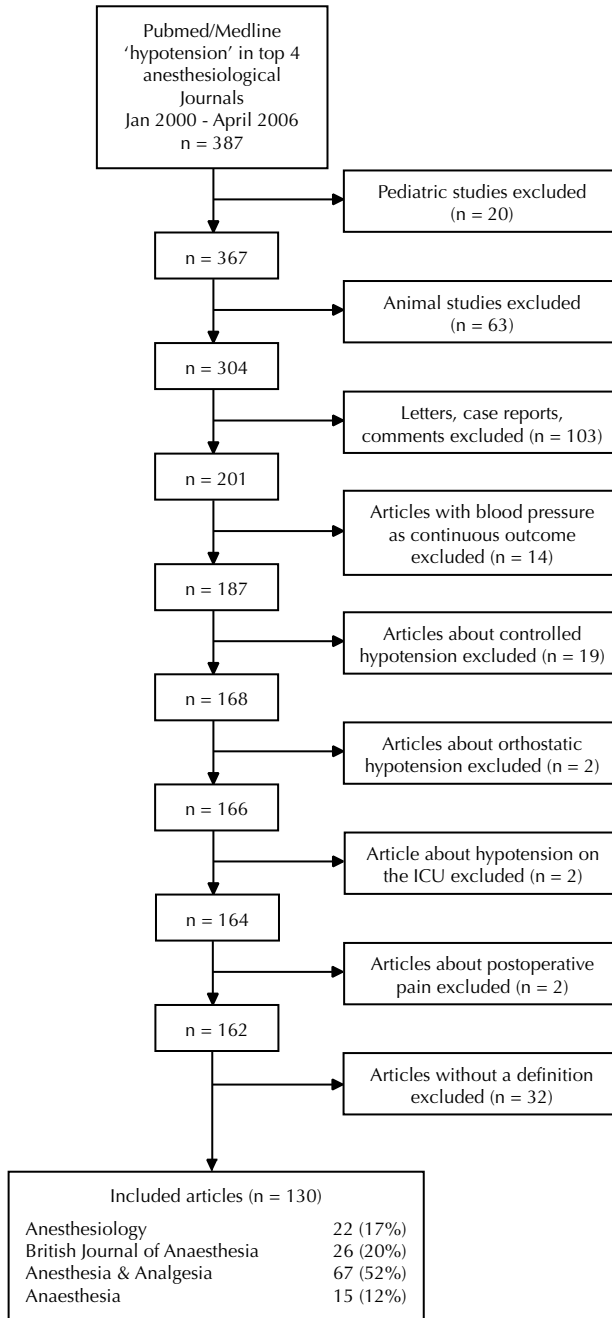 Pubmed/Medline
‘hypotension’ in top 4
anesthesiological
Journals
Jan 2000 - April 2006
n = 387
Pediatric studies excluded
(n = 20)
n = 367
Animal studies excluded
(n = 63)
n = 304
Letters, case reports,
comments excluded (n = 103)
n = 201
Articles with blood pressure
as continuous outcome
excluded (n = 14)
n = 187
Articles about controlled
hypotension excluded (n = 19)
n = 168
Articles about orthostatic
hypotension excluded (n = 2)
n = 166
Article about hypotension on
the ICU excluded (n = 2)
n = 164
Articles about postoperative
pain excluded (n = 2)
n = 162
Articles without a definition
excluded (n = 32)
Included articles (n = 130)
Anesthesiology 22 (17%)
British Journal of Anaesthesia 26 (20%)
Anesthesia & Analgesia 67 (52%)
Anaesthesia 15 (12%)